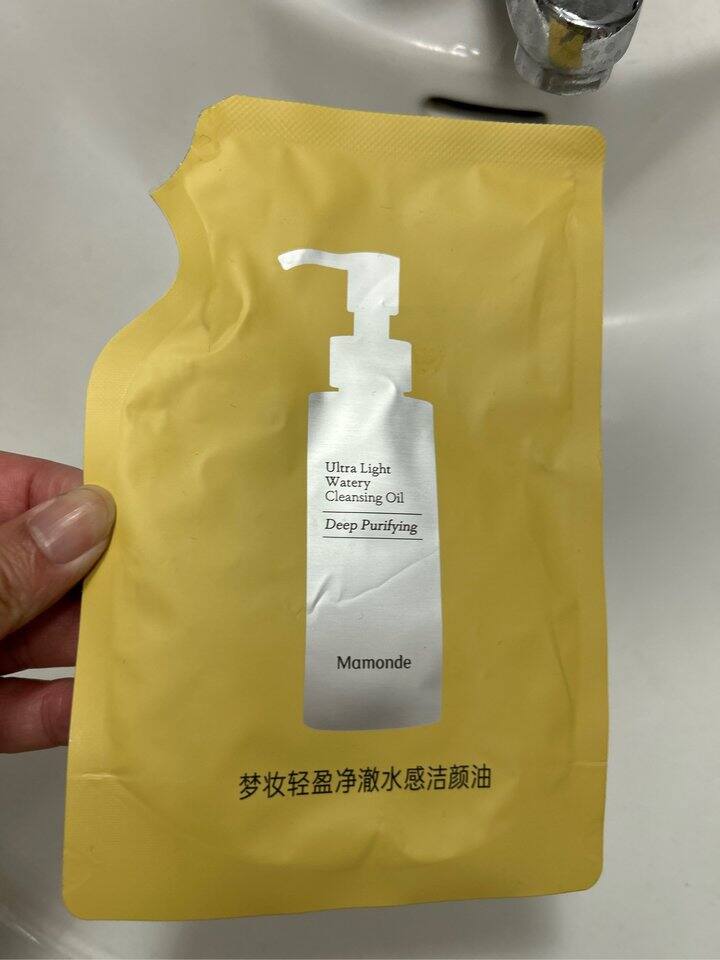 Ultra Light
Watery
Cleansing Oil
Deep Purifying
Mamonde
梦妆轻盈净澈水感洁颜油